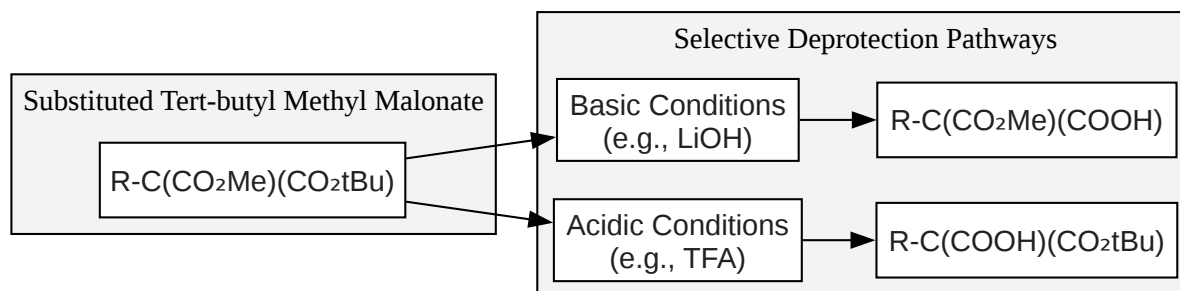 Selective Deprotection Pathways
Substituted Tert-butyl Methyl Malonate
R-C(CO₂Me)(CO₂tBu)
Basic Conditions
(e.g., LiOH)
R-C(CO₂Me)(COOH)
Acidic Conditions
(e.g., TFA)
R-C(COOH)(CO₂tBu)